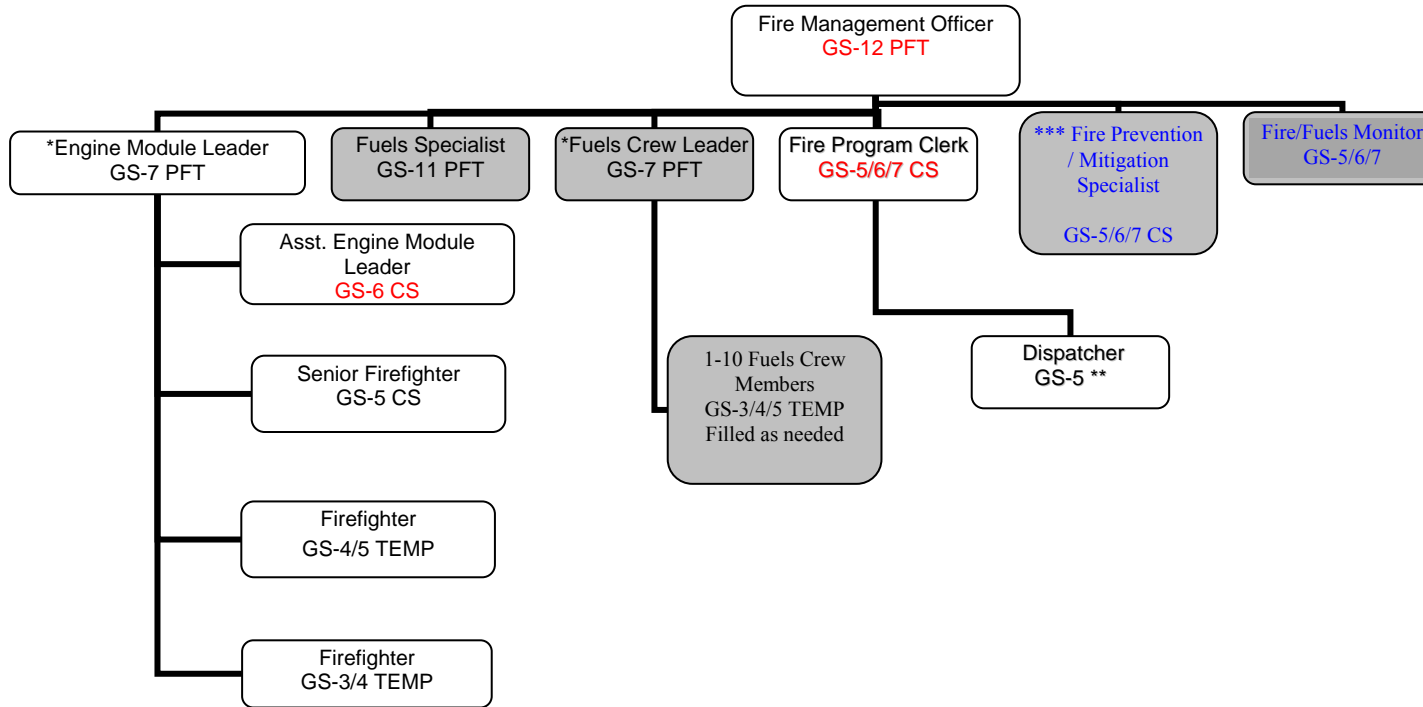 Fire Management Officer
GS-12 PFT
*Engine Module Leader
GS-7 PFT
Fuels Specialist
GS-11 PFT
*Fuels Crew Leader
GS-7 PFT
Fire Program Clerk
GS-5/6/7 CS
*** Fire Prevention
/ Mitigation
Specialist
GS-5/6/7 CS
Fire/Fuels Monitor
GS-5/6/7
Asst. Engine Module
Leader
GS-6 CS
Senior Firefighter
GS-5 CS
Firefighter
GS-4/5 TEMP
Firefighter
GS-3/4 TEMP
1-10 Fuels Crew
Members
GS-3/4/5 TEMP
Filled as needed
Dispatcher
GS-5 **